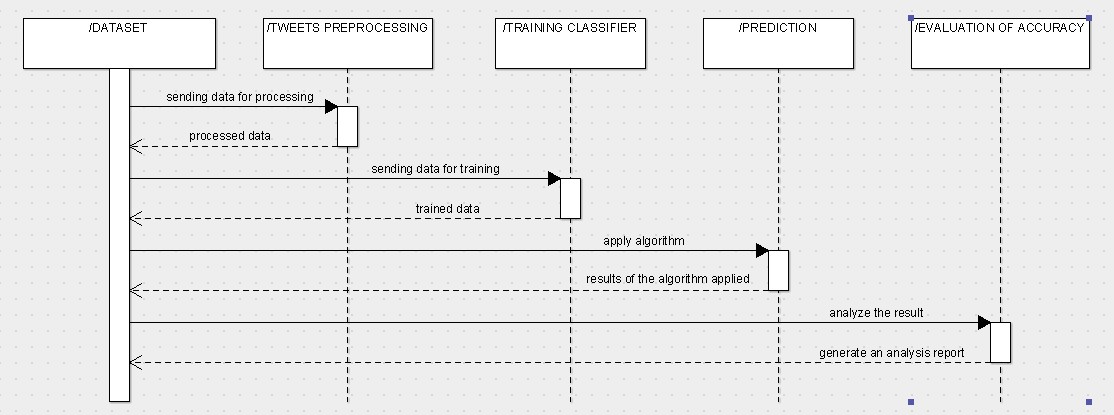 /DATASET
/TWEETS PREPROCESSING
/TRAINING CLASSIFIER
/PREDICTION
/EVALUATION OF ACCURACY
sending data for processing
processed data
sending data for training
trained data
apply algorithm
results of the algorithm applied
analyze the result
generate an analysis report